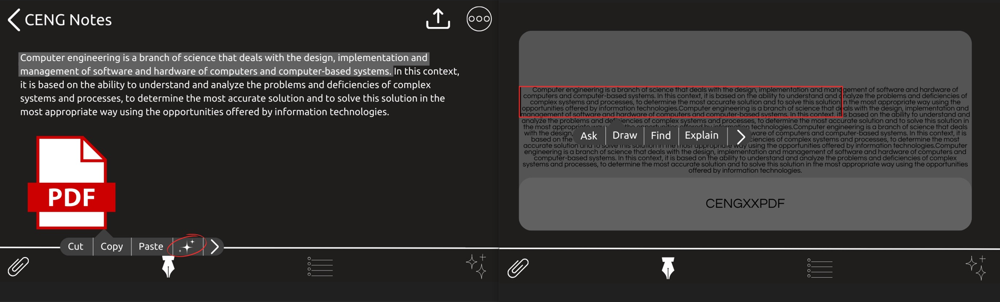 CENG Notes
Computer engineering is a branch of science that deals with the design, implementation and
management of software and hardware of computers and computer-based systems. In this context,
it is based on the ability to understand and analyze the problems and deficiencies of complex
systems and processes, to determine the most accurate solution and to solve this solution in the
most appropriate way using the opportunities offered by information technologies.
PDF
Cut
Copy
Paste
Computer engineering is a branch of science that deals with the design, implementation and management of software and hardware of
computers and computer-based systems. In this context, it is based on the ability to understand and analyze the problems and deficiencies of
complex systems and processes, to determine the most accurate solution and to solve this solution in the most appropriate way using the
opportunities offered by information technologies.Computer engineering is a branch of science that deals with the design, implementation and
management of software and hardware of computers and computer-based systems. In this context, it is based on the ability to understand and
analyze the problems and deficiencies of complex systems and processes, to determine the most accurate solution and to solve this solution in
the most appropriate way using the opportunities offered by information technologies.Computer engineering is a branch of science that deals
with the design, ware of computers and computer-based systems. In this context, it is
based on the ciencies of complex systems and processes, to determine the most
accurate solution and to solve this solution in the most appropriate way using the opportunities offered by information technologies.Computer
engineering is a branch of science that deals with the design, implementation and management of software and hardware of computers and
computer-based systems. In this context, it is based on the ability to understand and analyze the problems and deficiencies of complex
systems and processes, to determine the most accurate solution and to solve this solution in the most appropriate way using the opportunities
offered by information technologies.
Ask
Draw
Find
Explain
CENGXXPDF